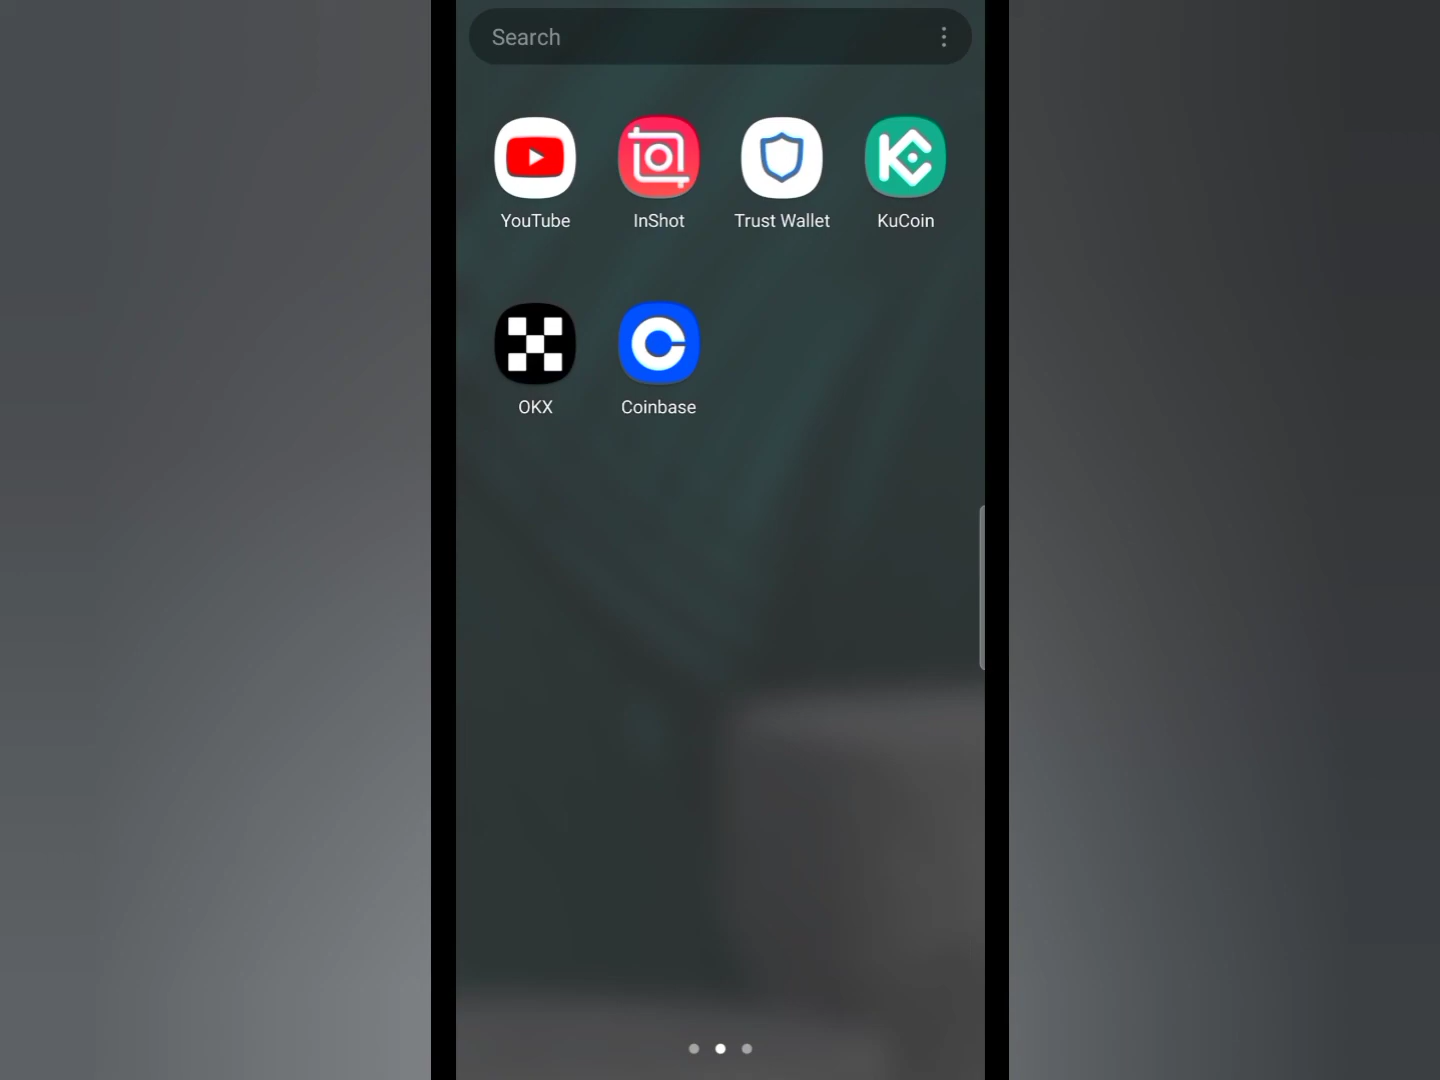 Search
YouTube
InShot
Trust Wallet
KuCoin
OKX
Coinbase